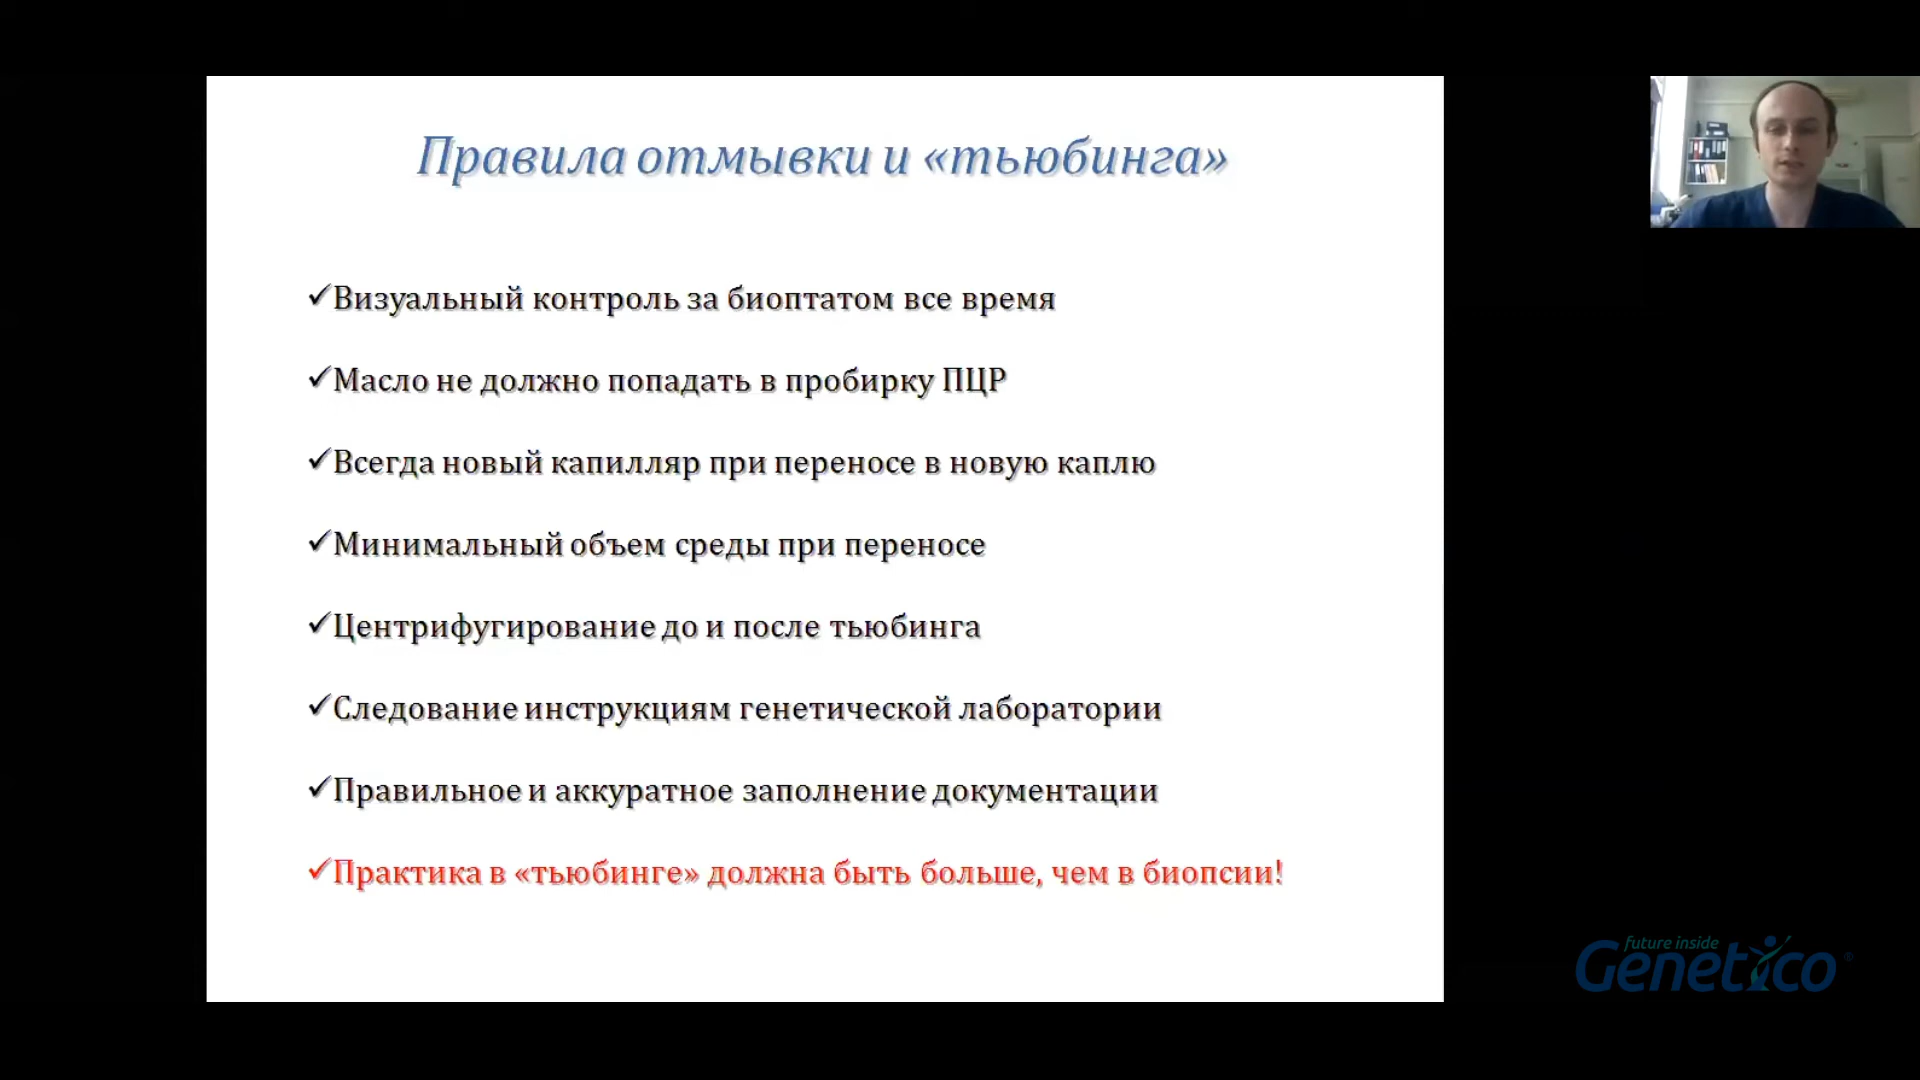 Правила отмывки и «тьюбинга»
✓Визуальный контроль за биоптатом все время
✓Масло не должно попадать в пробирку ПЦР
✓Всегда новый капилляр при переносе в новую каплю
✓Минимальный объем среды при переносе
✓Центрифугирование до и после тьюбинга
✓Следование инструкциям генетической лаборатории
✓Правильное и аккуратное заполнение документации
✓Практика в «тьюбинге» должна быть больше, чем в биопсии!
future inside
Genetico®